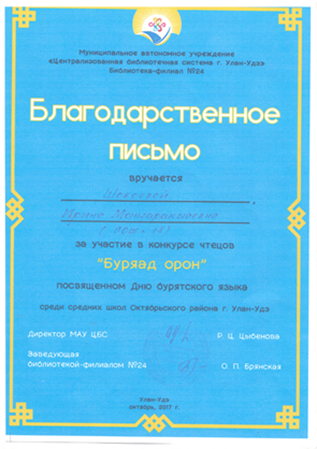 Муниципальное автономное учреждение
«Централизованная библиотечная система г. Улан-Удэ
Библиотека-филиал №24
Благодарственное
письмо
вручается
за участие в конкурсе чтецов
"Буряад орон"
посвященном Дню бурятского языка
среди средних школ Октябрьского района г. Улан-Удэ
Директор МАУ ЦБС Р. Ц. Цыбенова
Заведующая
библиотекой-филиалом №24 О. П. Брянская
Улан-Удэ
октябрь, 2017 г.